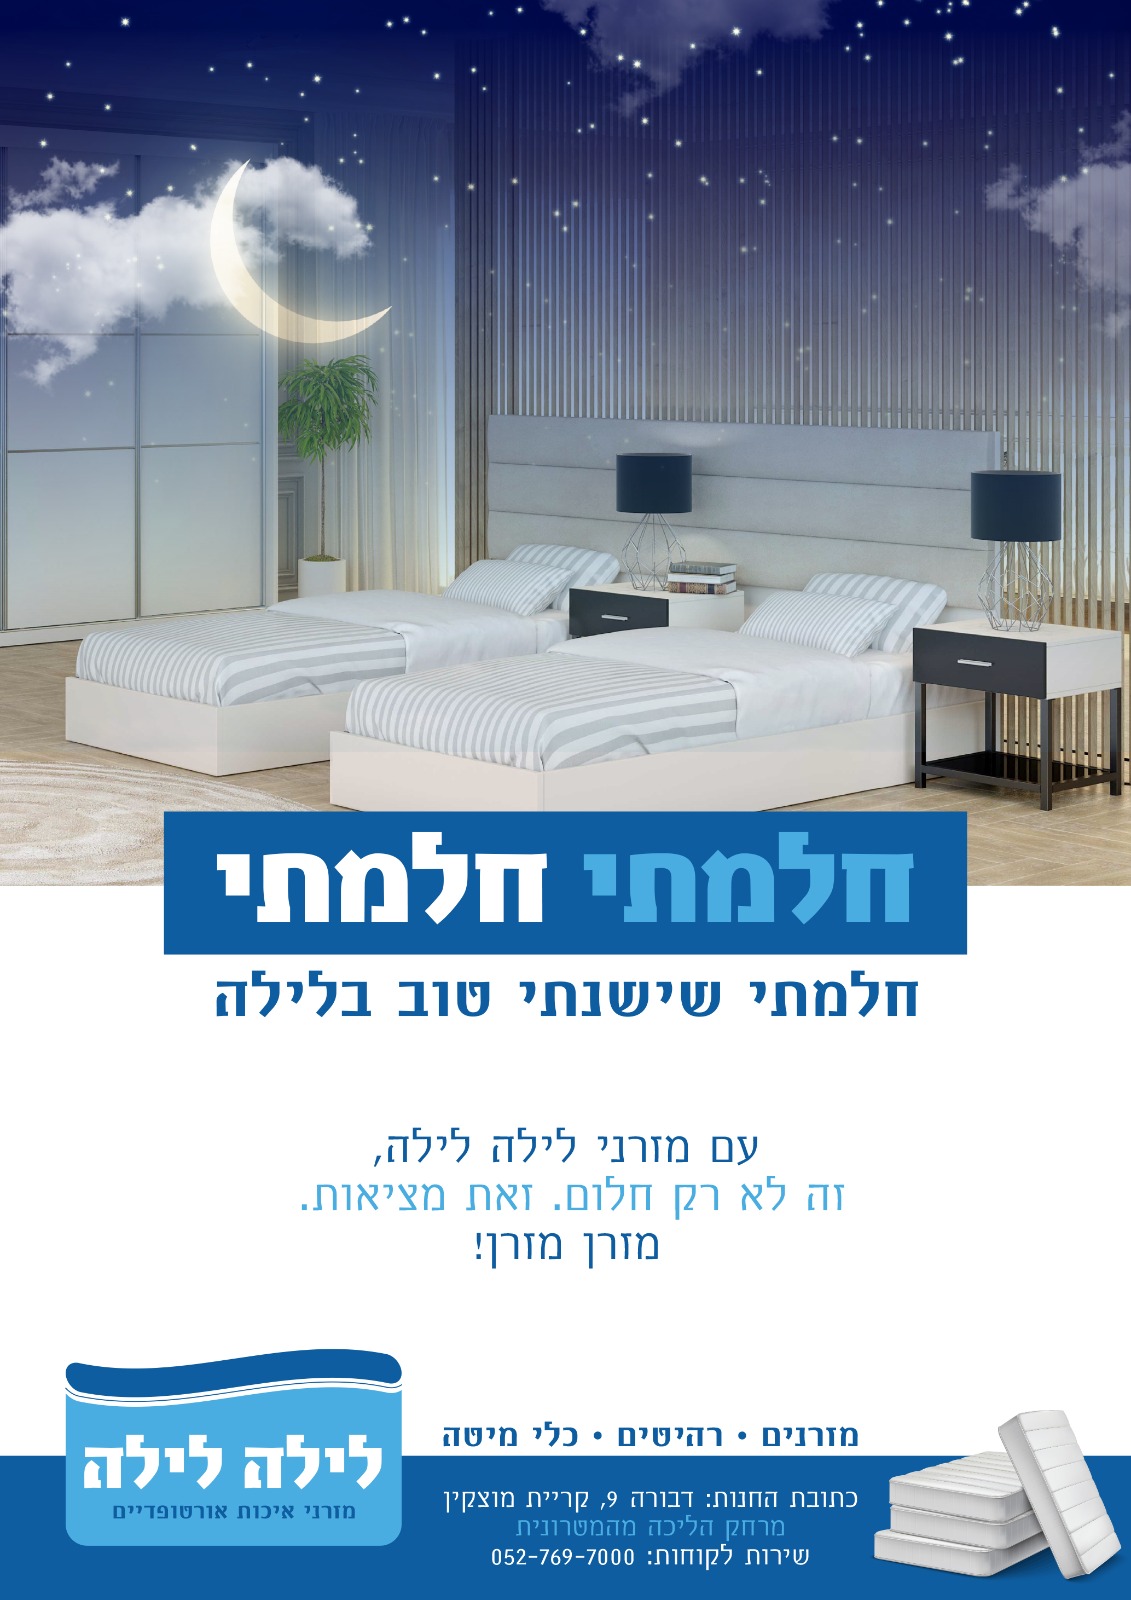 חלמתי חלמתי
חלמתי שישנתי טוב בלילה
עם מזרני לילה לילה,
זה לא רק חלום. זאת מציאות.
מזרן מזרן!
מזרנים • רהיטים • כלי מיטה
לילה לילה
מזרני איכות אורטופדיים
כתובת החנות: דבורה 9, קריית מוצקין
מרחק הליכה מהמטרונית
שירות לקוחות: 052-769-7000